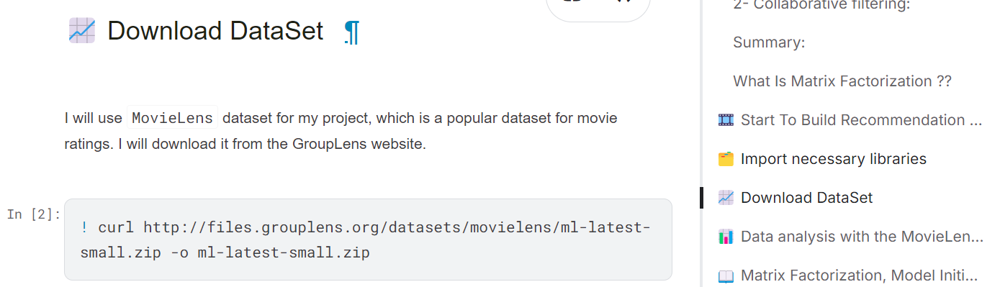 Download DataSet ¶
I will use MovieLens dataset for my project, which is a popular dataset for movie
ratings. I will download it from the GroupLens website.
In [2]:
! curl http://files.grouplens.org/datasets/movielens/ml-latest-
small.zip -o ml-latest-small.zip
2- Collaborative filtering:
Summary:
What Is Matrix Factorization ??
Start To Build Recommendation ...
Import necessary libraries
Download DataSet
Data analysis with the MovieLen...
Matrix Factorization, Model Initi...